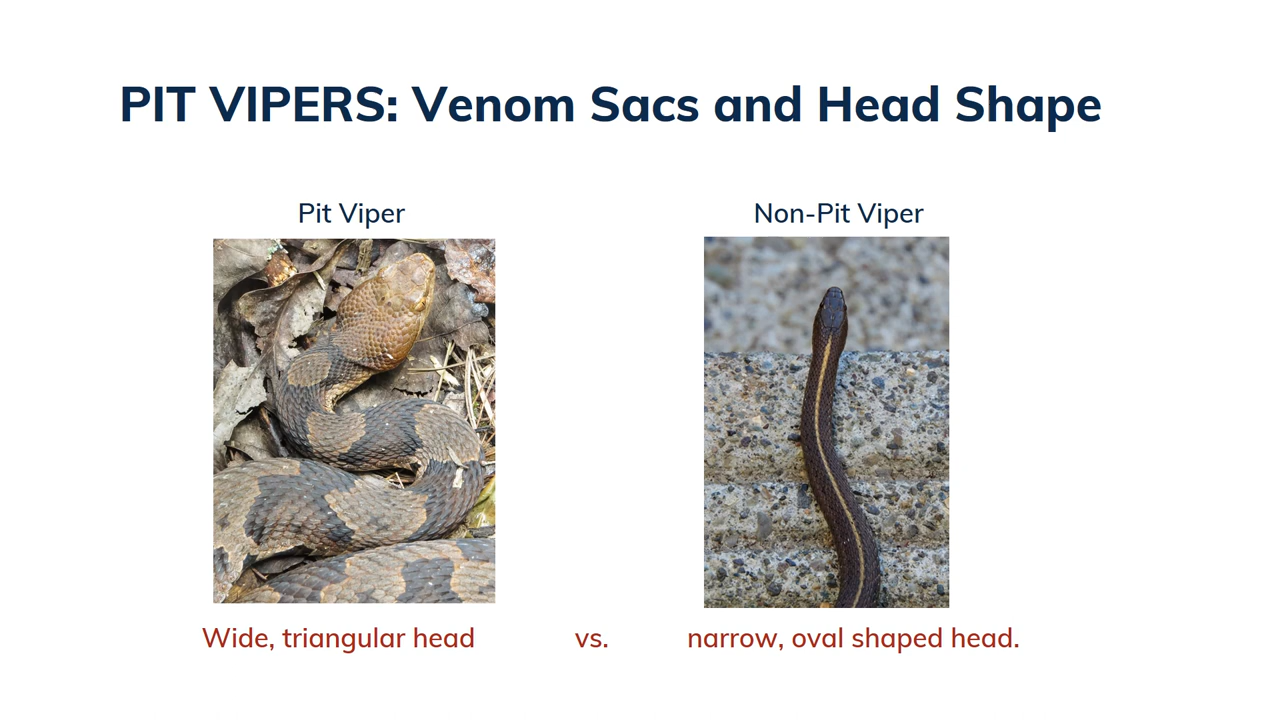 PIT VIPERS: Venom Sacs and Head Shape
Pit Viper
Non-Pit Viper
Wide, triangular head vs. narrow, oval shaped head.